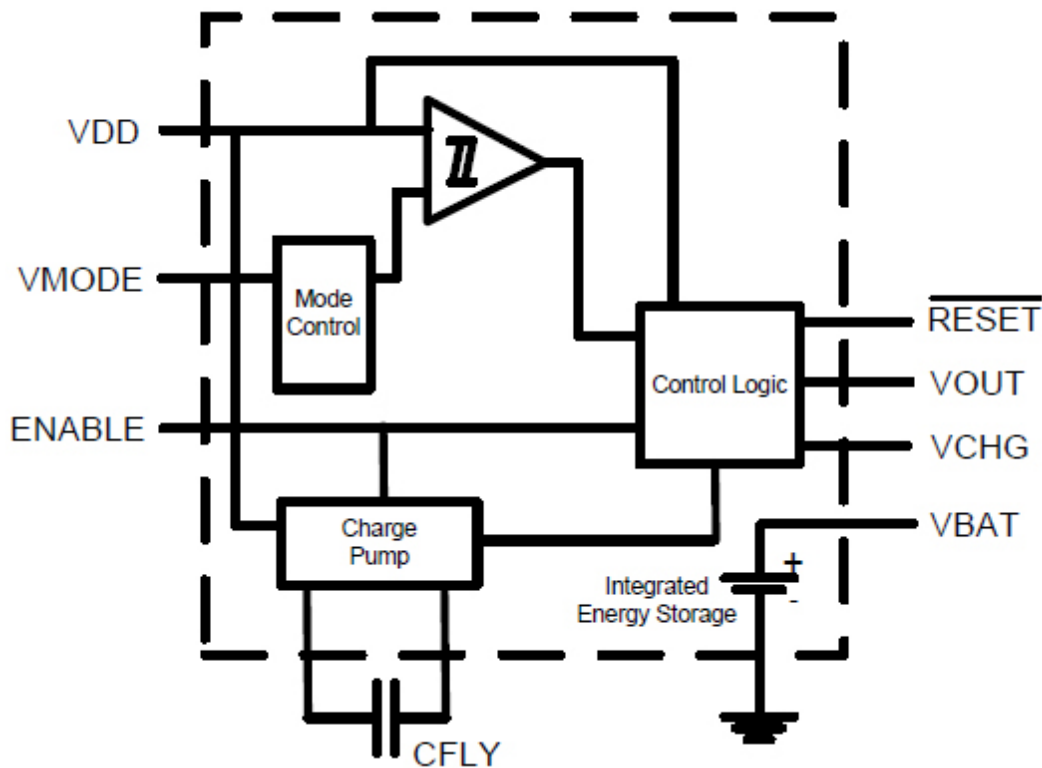 VDD
VMODE
Mode
Control
ENABLE
Charge
Pump
CFLY
Control Logic
RESET
VOUT
VCHG
VBAT
+
-
Integrated
Energy Storage